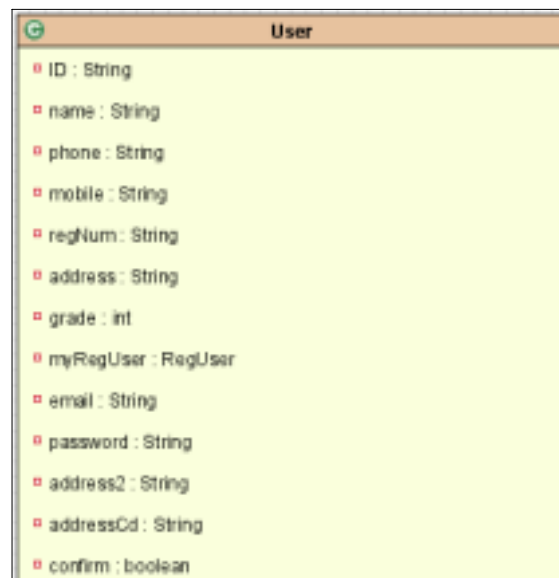 User
ID : String
name : String
phone : String
mobile : String
regNum : String
address : String
grade : int
myRegUser : RegUser
email : String
password : String
address2 : String
addressCd : String
confirm : boolean